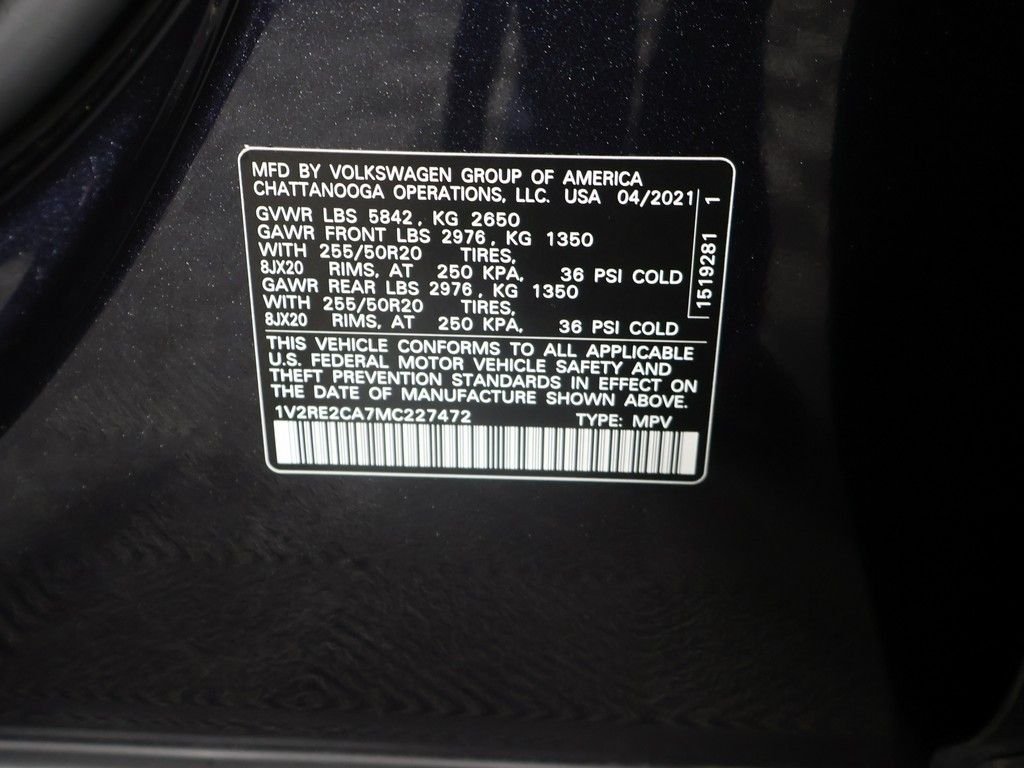 MFD BY VOLKSWAGEN GROUP OF AMERICA
CHATTANOOGA OPERATIONS, LLC. USA 04/2021
GVWR LBS 5842, KG 2650
GAWR FRONT LBS 2976, KG 1350
WITH 255/50R20 TIRES,
8JX20 RIMS, AT 250 KPA, 36 PSI COLD
GAWR REAR LBS 2976, KG 1350
WITH 255/50R20 TIRES,
8JX20 RIMS, AT 250 KPA, 36 PSI COLD
1519281 1
THIS VEHICLE CONFORMS TO ALL APPLICABLE
U.S. FEDERAL MOTOR VEHICLE SAFETY AND
THEFT PREVENTION STANDARDS IN EFFECT ON
THE DATE OF MANUFACTURE SHOWN ABOVE.
1V2RE2CA7MC227472 TYPE: MPV